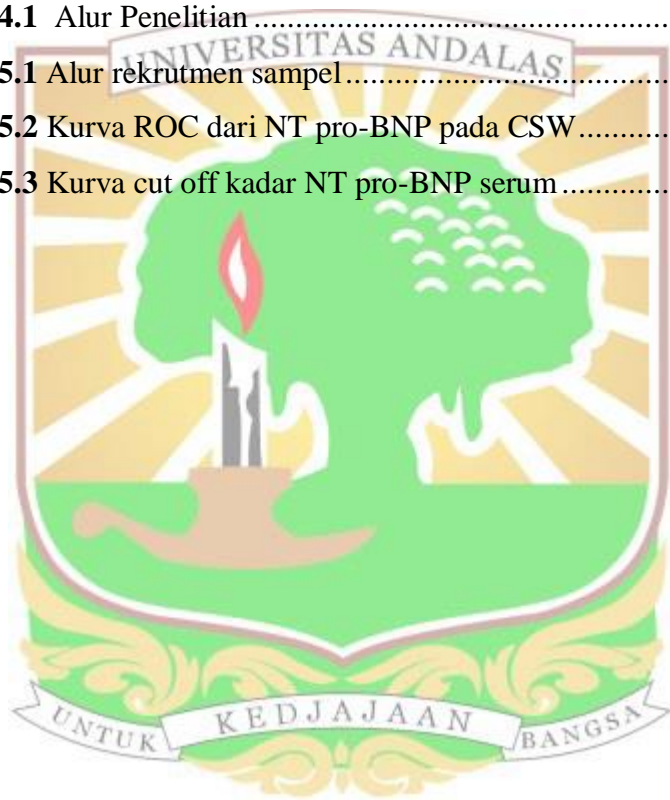 4.1 Alur Penelitian ..........................................
UNIVERSITAS ANDALAS
5.1 Alur rekrutmen sampel ..................................
5.2 Kurva ROC dari NT pro-BNP pada CSW ............
5.3 Kurva cut off kadar NT pro-BNP serum ..............
UNTUK KEDJAJAAN BANGSA